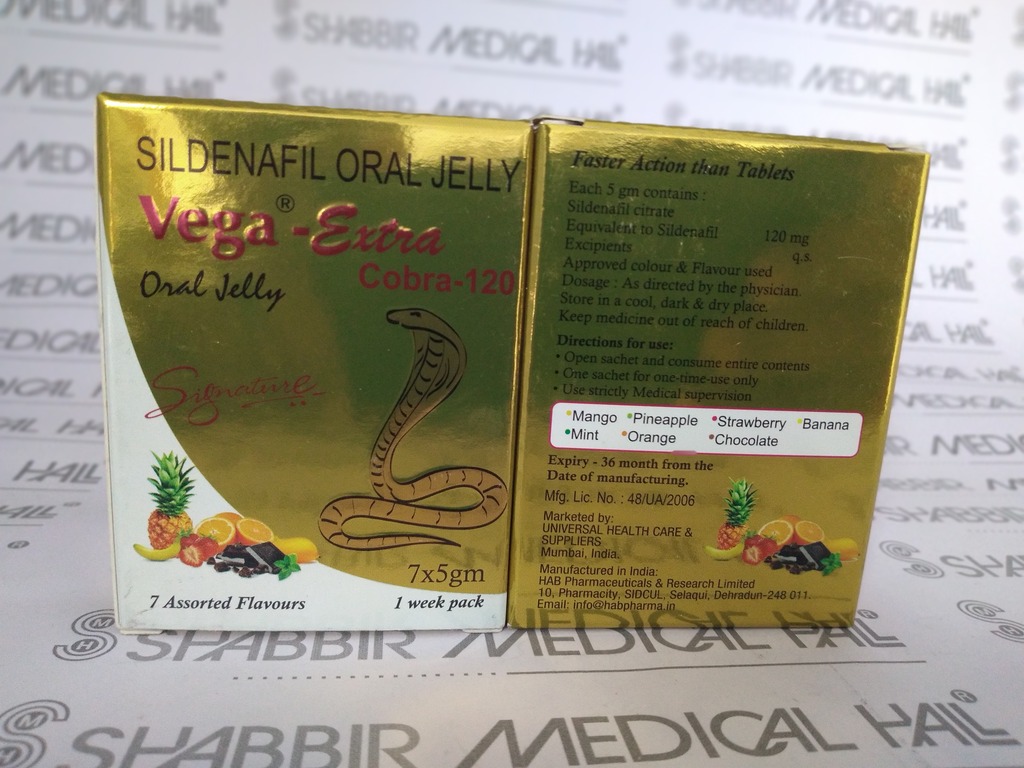 SHABBIR MEDICAL HALL
SILDENAFIL ORAL JELLY
Vega® -Extra
Cobra-120
Oral Jelly
Signature
7x5gm
7 Assorted Flavours
1 week pack
Faster Action than Tablets
Each 5 gm contains :
Sildenafil citrate
Equivalent to Sildenafil 120 mg
Excipients q.s.
Approved colour & Flavour used
Dosage : As directed by the physician.
Store in a cool, dark & dry place.
Keep medicine out of reach of children.
Directions for use:
• Open sachet and consume entire contents
• One sachet for one-time-use only
• Use strictly Medical supervision
•Mango •Pineapple •Strawberry •Banana
•Mint •Orange •Chocolate
Expiry - 36 month from the
Date of manufacturing.
Mfg. Lic. No. : 48/UA/2006
Marketed by:
UNIVERSAL HEALTH CARE &
SUPPLIERS
Mumbai, India.
Manufactured in India:
HAB Pharmaceuticals & Research Limited
10, Pharmacity, SIDCUL, Selaqui, Dehradun-248 011.
Email: info@habpharma.in
SHABBIR MEDICAL HALL
SHABBIR MEDICAL HALL